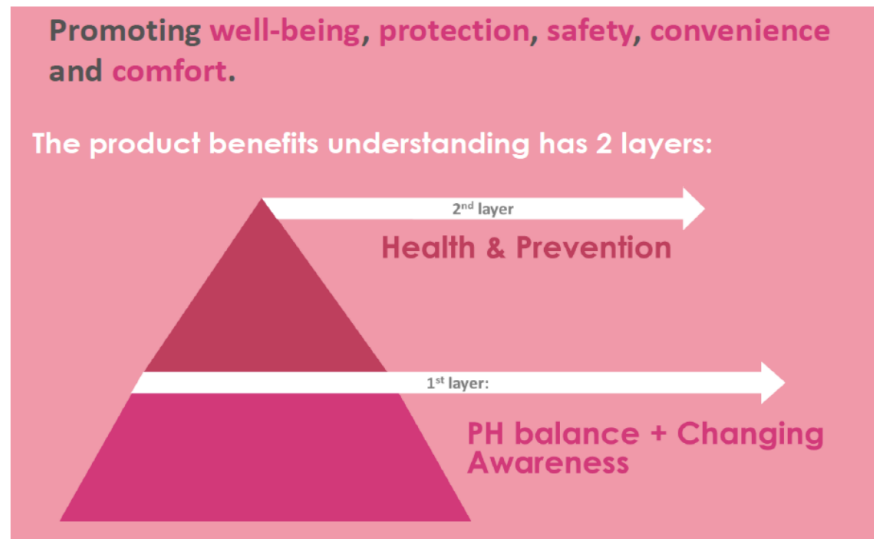 Promoting well-being, protection, safety, convenience
and comfort.
The product benefits understanding has 2 layers:
2nd layer
Health & Prevention
1st layer:
PH balance + Changing
Awareness